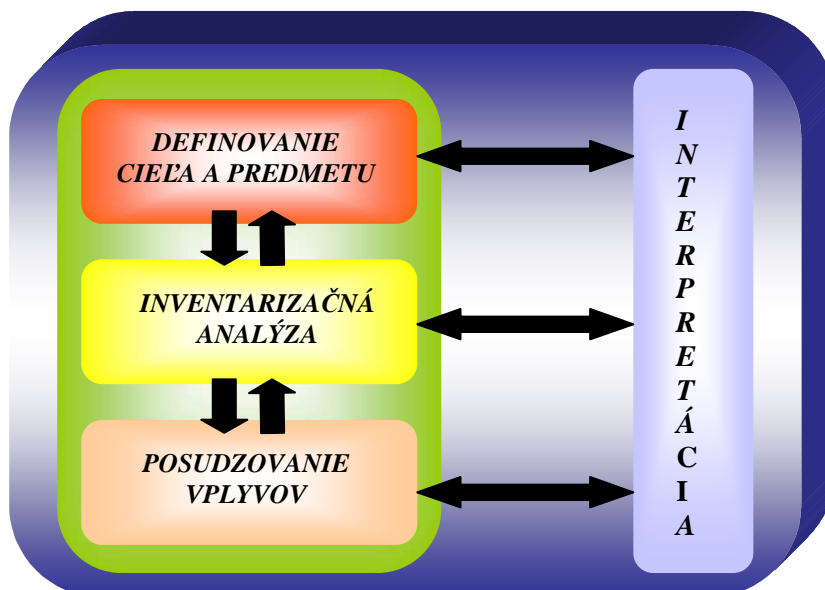 DEFINOVANIE
CIEĽA A PREDMETU
INVENTARIZAČNÁ
ANALÝZA
POSUDZOVANIE
VPLYVOV
I
N
T
E
R
P
R
E
T
Á
C
I
A